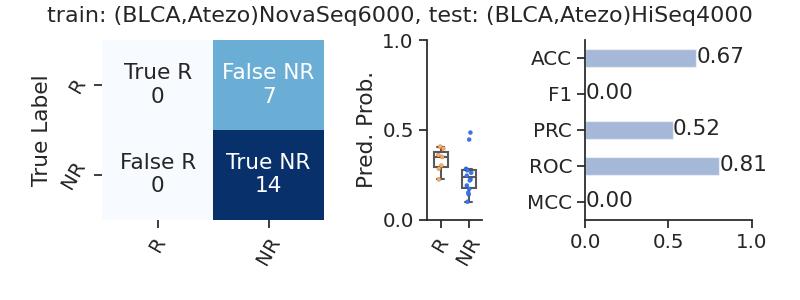 train: (BLCA,Atezo)NovaSeq6000, test: (BLCA,Atezo)HiSeq4000
True Label
R
NR
True R
0
False NR
7
False R
0
True NR
14
R
NR
Pred. Prob.
1.0
0.5
0.0
R
NR
ACC
0.67
F1
0.00
PRC
0.52
ROC
0.81
MCC
0.00
0.0
0.5
1.0